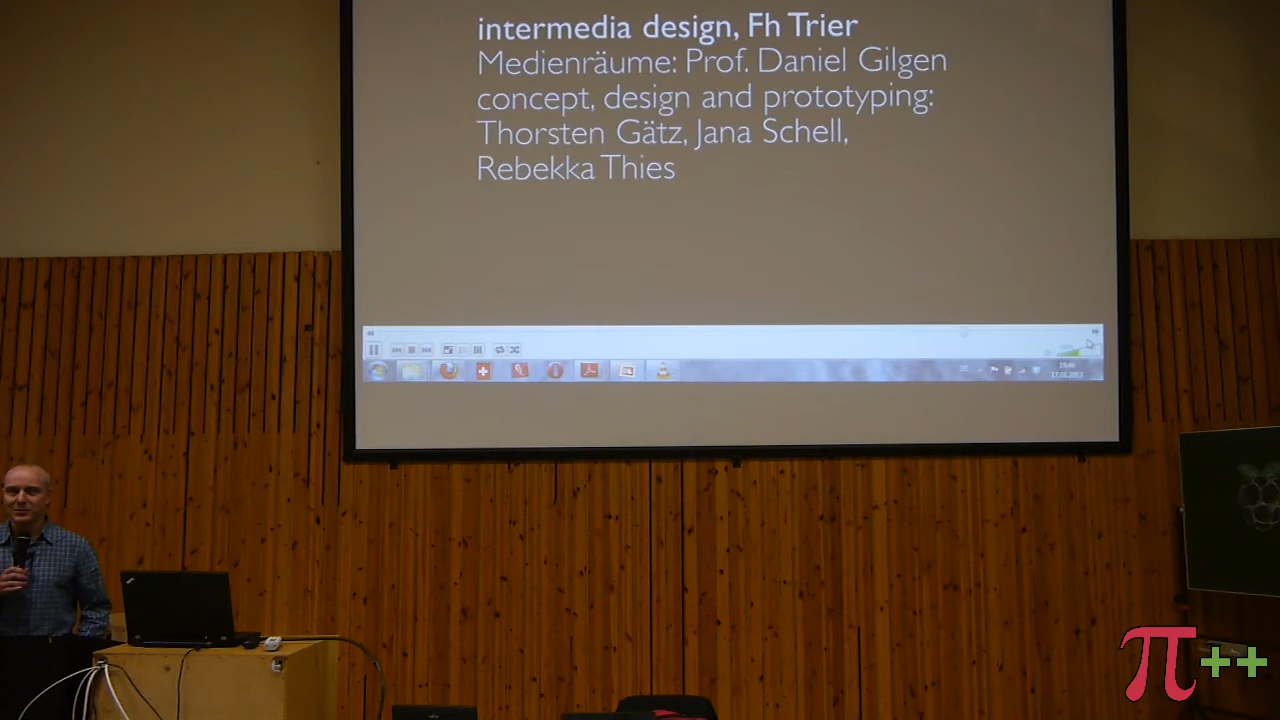 intermedia design, Fh Trier
Medienräume: Prof. Daniel Gilgen
concept, design and prototyping:
Thorsten Gätz, Jana Schell,
Rebekka Thies
π++